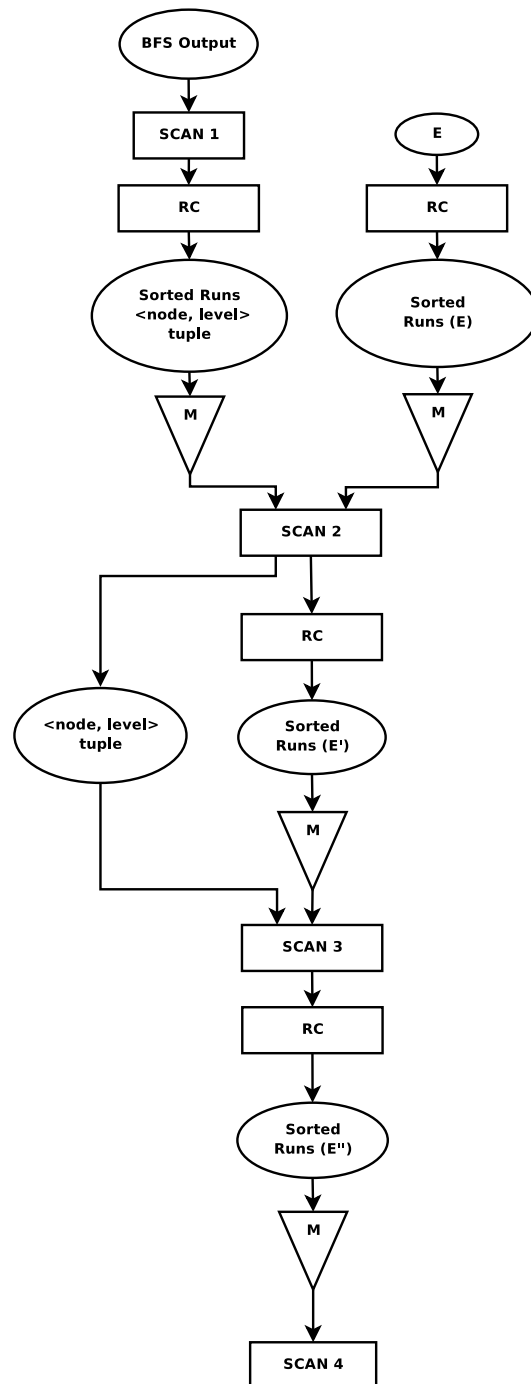 BFS Output
SCAN 1
E
RC
RC
Sorted Runs
<node, level>
tuple
Sorted
Runs (E)
M
M
SCAN 2
RC
<node, level>
tuple
Sorted
Runs (E')
M
SCAN 3
RC
Sorted
Runs (E")
M
SCAN 4